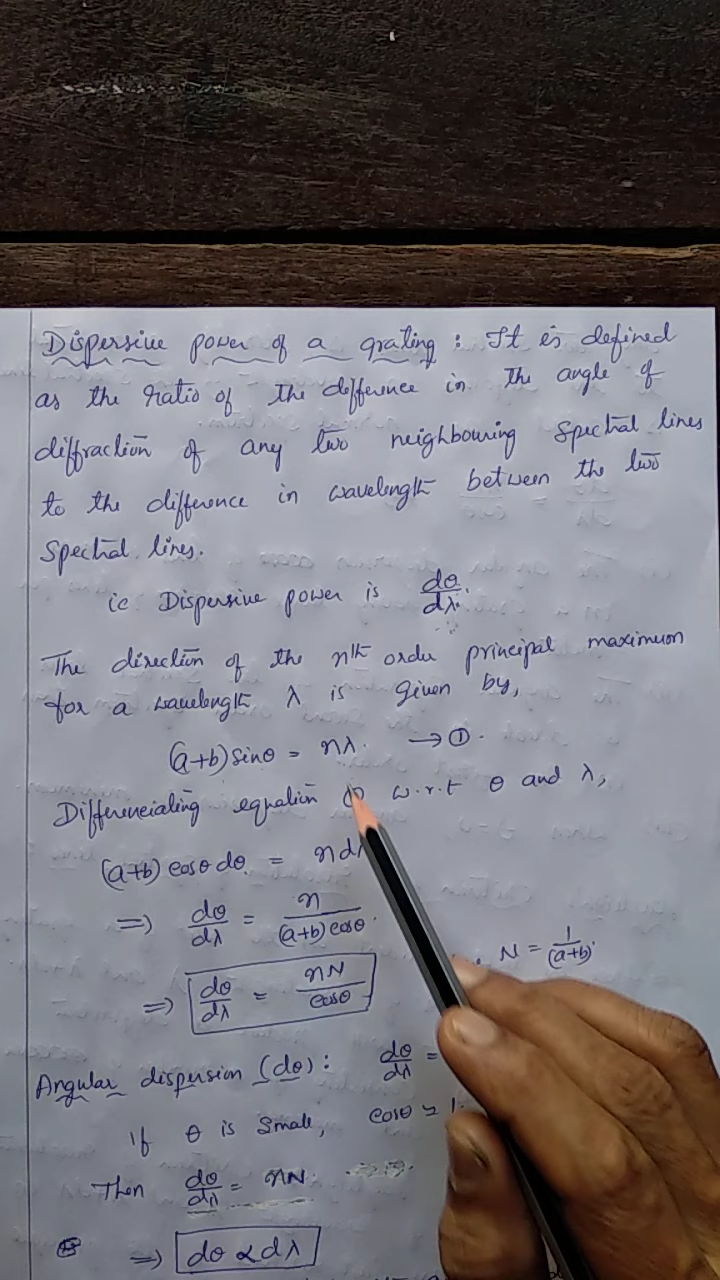 Dispersive power of a grating : It is defined
as the ratio of the difference in the angle of
diffraction of any two neighbouring spectral lines
to the difference in wavelength between the two
spectral lines.
ie Dispersive power is dθ/dλ.
The direction of the nth order principal maximum
for a wavelength λ is given by,
(a+b) sinθ = nλ. → ①.
Differenciating equation ① w.r.t θ and λ,
(a+b) cosθ dθ = n dλ
⇒ dθ/dλ = n/(a+b) cosθ.
N = 1/(a+b).
⇒ dθ/dλ = nN/cosθ
Angular dispersion (dθ) : dθ/dλ =
If θ is small, cosθ ≃ 1.
Then dθ/dλ = nN.
⇒ dθ ∝ dλ